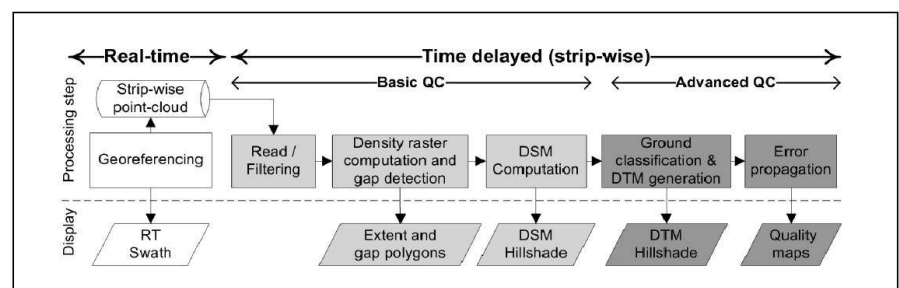 Real-time
Time delayed (strip-wise)
Basic QC
Advanced QC
Processing step
Strip-wise
point-cloud
Georeferencing
Read /
Filtering
Density raster
computation and
gap detection
DSM
Computation
Ground
classification &
DTM generation
Error
propagation
Display
RT
Swath
Extent and
gap polygons
DSM
Hillshade
DTM
Hillshade
Quality
maps